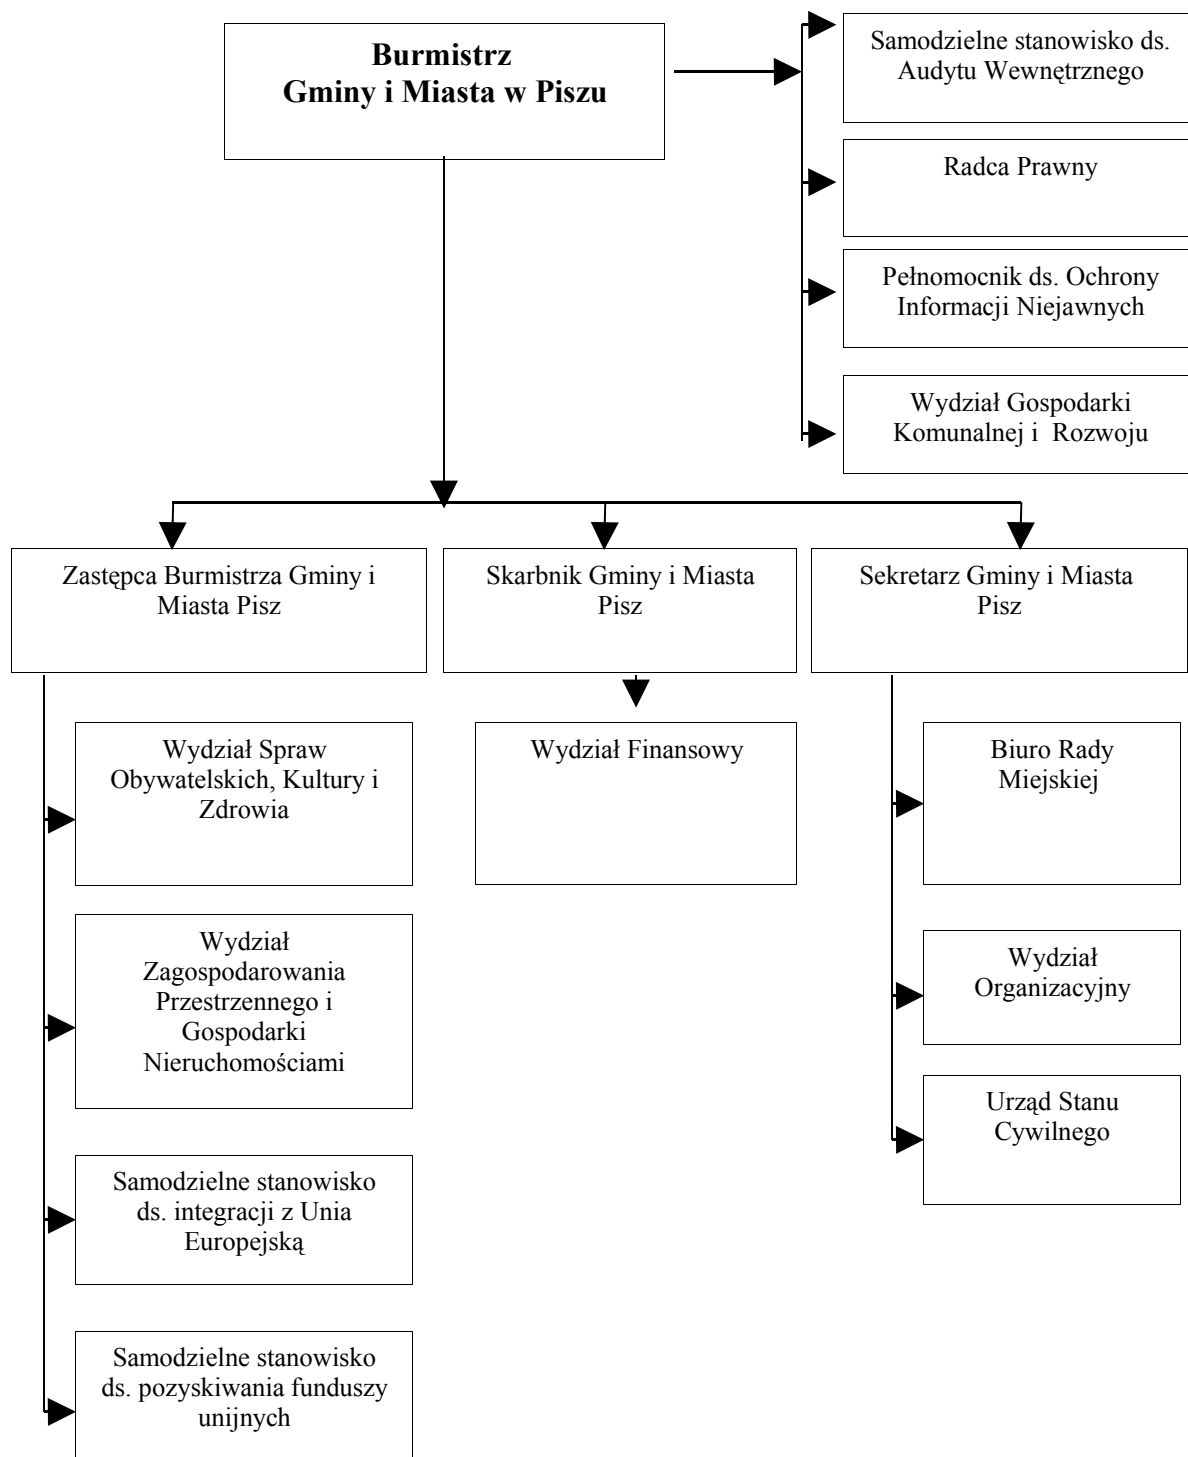 Burmistrz
Gminy i Miasta w Piszu
Samodzielne stanowisko ds.
Audytu Wewnętrznego
Radca Prawny
Pełnomocnik ds. Ochrony
Informacji Niejawnych
Wydział Gospodarki
Komunalnej i Rozwoju
Zastępca Burmistrza Gminy i
Miasta Pisz
Skarbnik Gminy i Miasta
Pisz
Sekretarz Gminy i Miasta
Pisz
Wydział Spraw
Obywatelskich, Kultury i
Zdrowia
Wydział
Zagospodarowania
Przestrzennego i
Gospodarki
Nieruchomościami
Samodzielne stanowisko
ds. integracji z Unia
Europejską
Samodzielne stanowisko
ds. pozyskiwania funduszy
unijnych
Wydział Finansowy
Biuro Rady
Miejskiej
Wydział
Organizacyjny
Urząd Stanu
Cywilnego